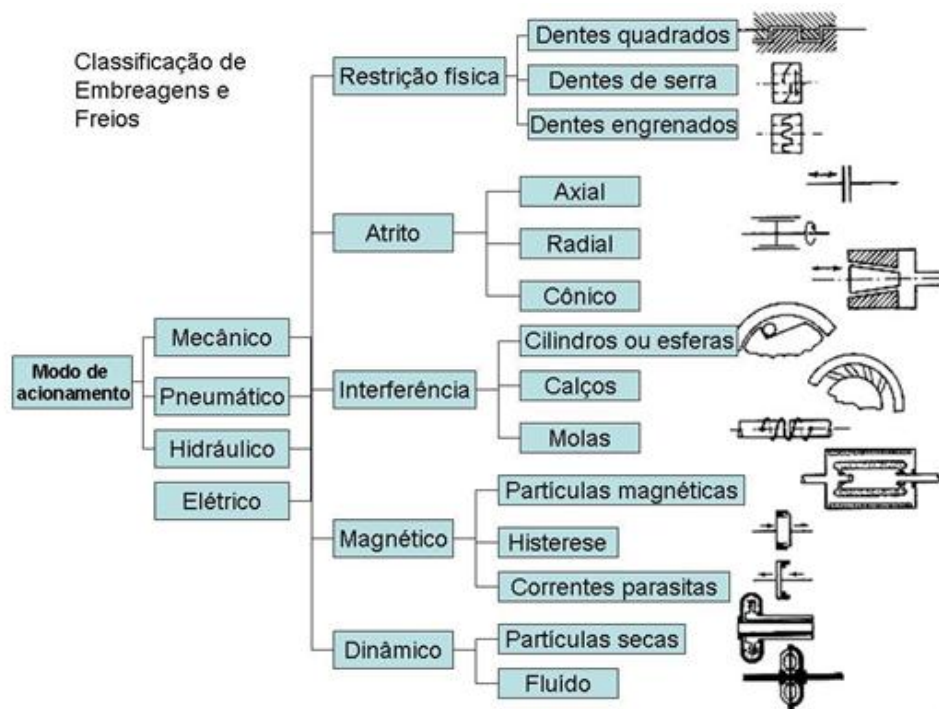 Classificação de
Embreagens e
Freios
Modo de
acionamento
Mecânico
Pneumático
Hidráulico
Elétrico
Restrição física
Dentes quadrados
Dentes de serra
Dentes engrenados
Atrito
Axial
Radial
Cônico
Interferência
Cilindros ou esferas
Calços
Molas
Magnético
Partículas magnéticas
Histerese
Correntes parasitas
Dinâmico
Partículas secas
Fluído